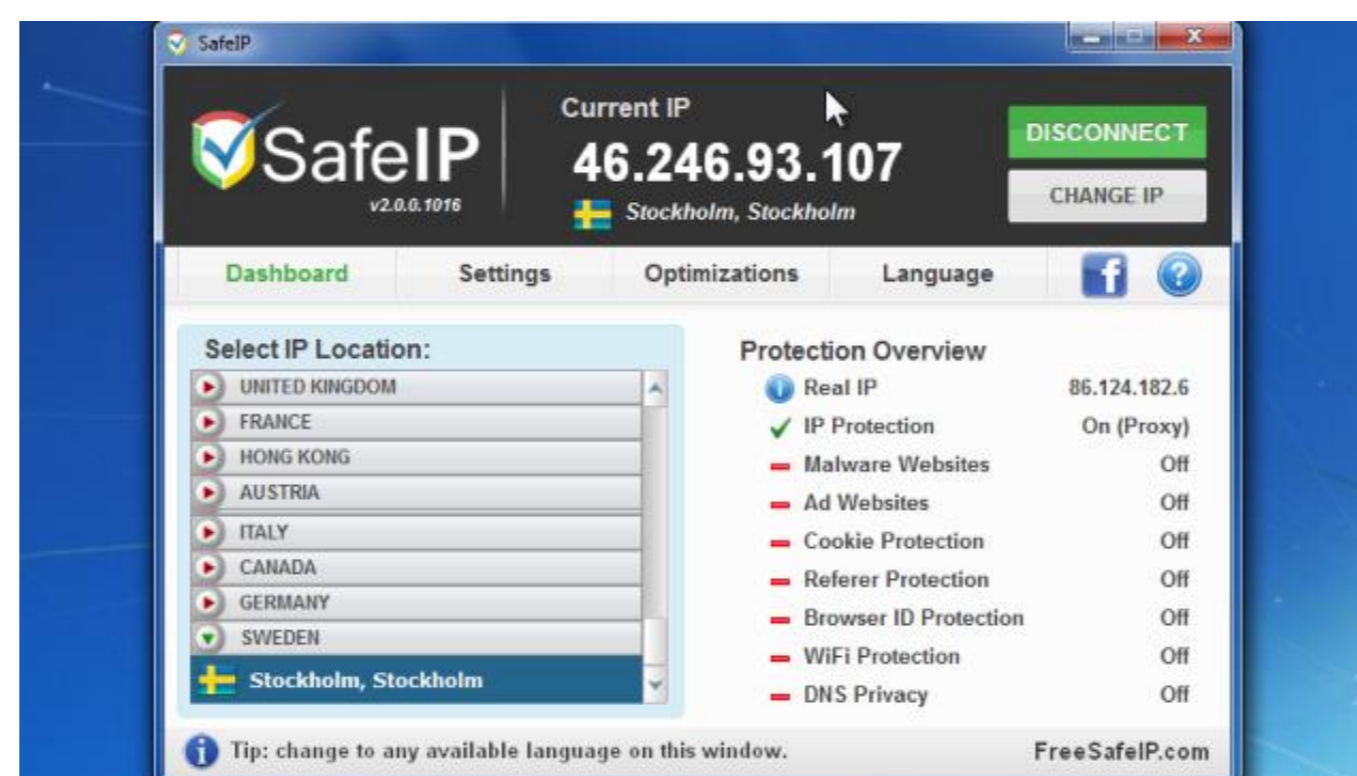 SafeIP
SafeIP
v2.0.0.1016
Current IP
46.246.93.107
Stockholm, Stockholm
DISCONNECT
CHANGE IP
Dashboard Settings Optimizations Language
Select IP Location:
UNITED KINGDOM
FRANCE
HONG KONG
AUSTRIA
ITALY
CANADA
GERMANY
SWEDEN
Stockholm, Stockholm
Protection Overview
Real IP 86.124.182.6
IP Protection On (Proxy)
Malware Websites Off
Ad Websites Off
Cookie Protection Off
Referer Protection Off
Browser ID Protection Off
WiFi Protection Off
DNS Privacy Off
Tip: change to any available language on this window. FreeSafeIP.com